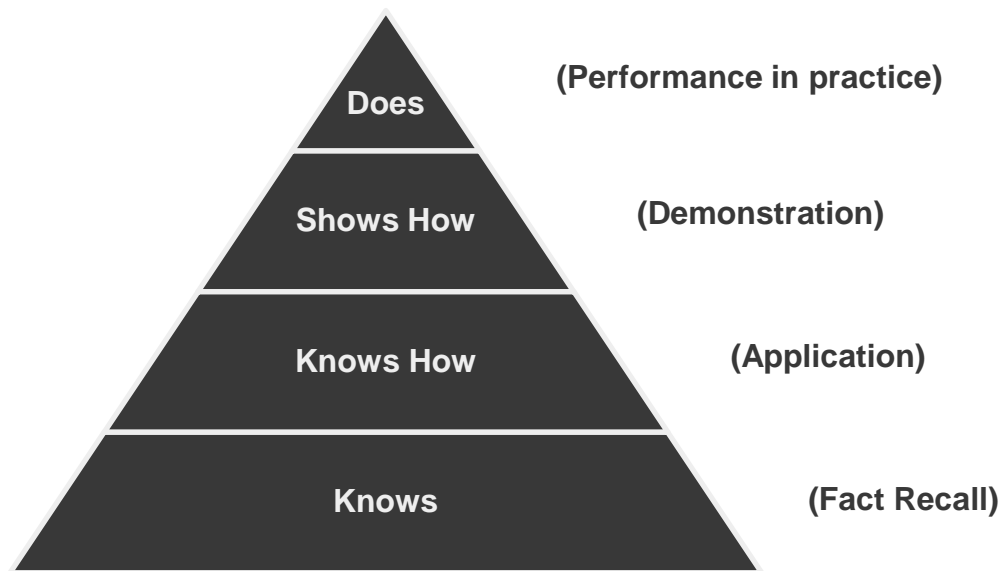 Does
(Performance in practice)
Shows How
(Demonstration)
Knows How
(Application)
Knows
(Fact Recall)